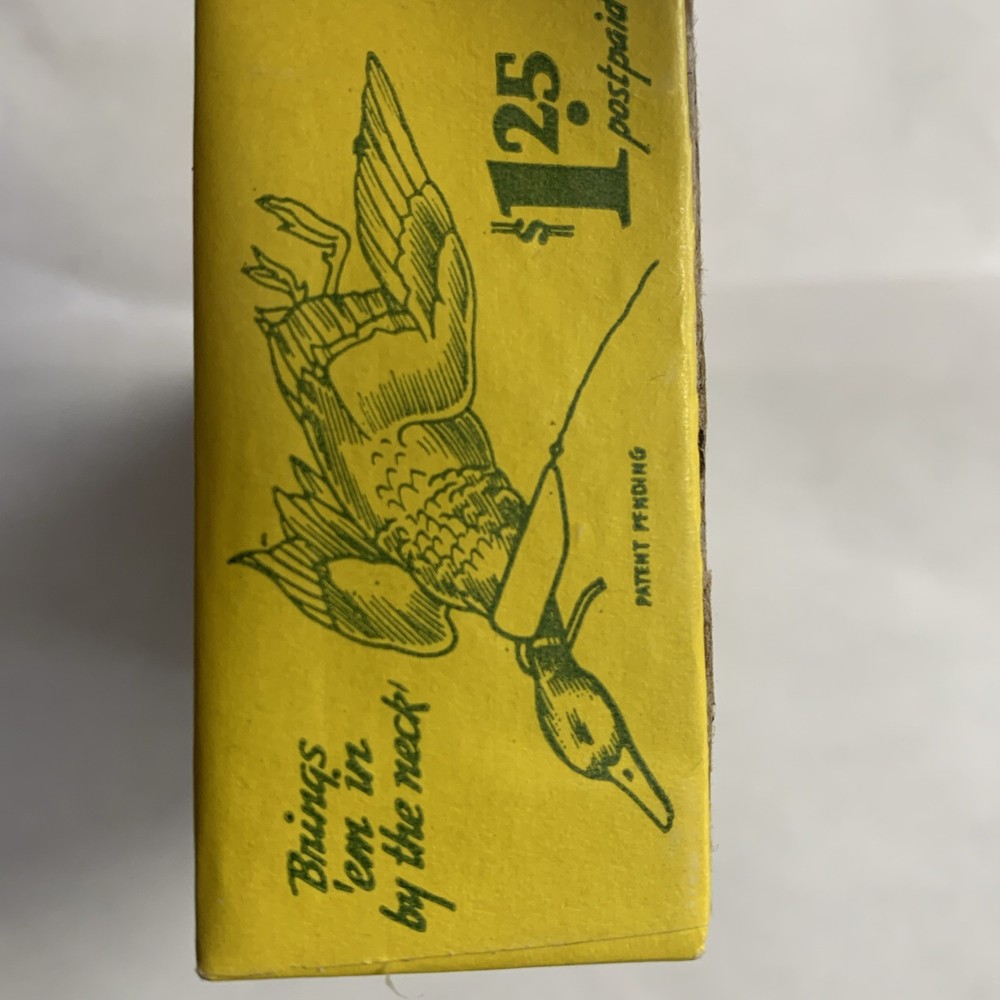 Brings
'em in
by the neck'
$1.25
postpaid
PATENT PENDING